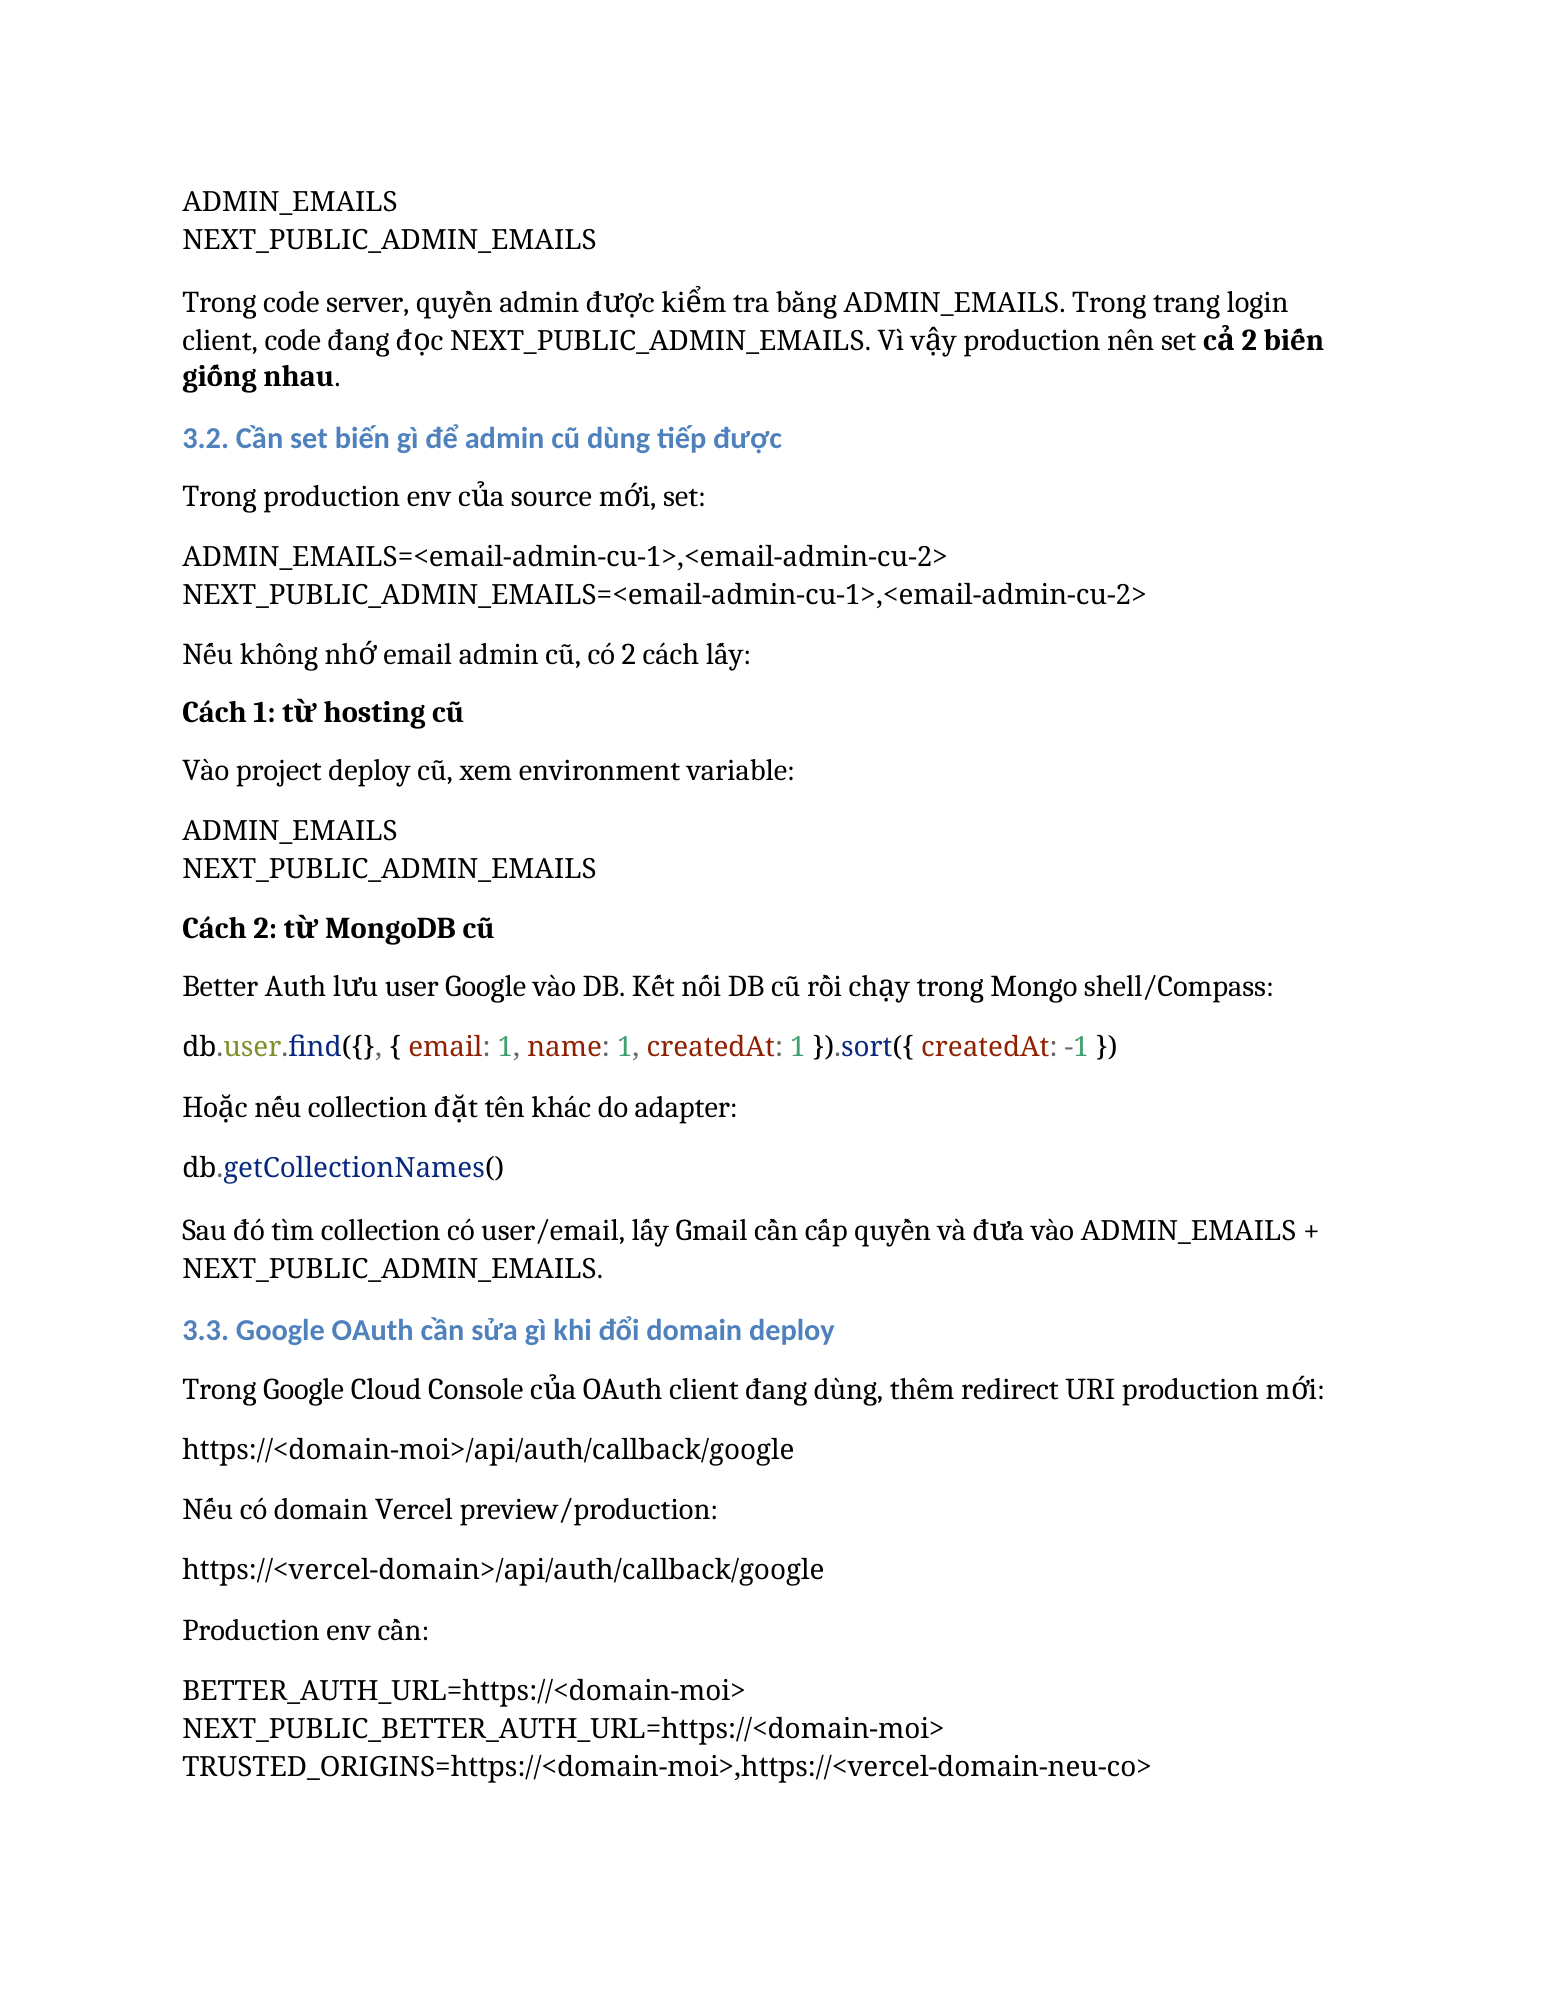 ADMIN_EMAILS
NEXT_PUBLIC_ADMIN_EMAILS
Trong code server, quyền admin được kiểm tra bằng ADMIN_EMAILS. Trong trang login
client, code đang đọc NEXT_PUBLIC_ADMIN_EMAILS. Vì vậy production nên set cả 2 biến
giống nhau.
3.2. Cần set biến gì để admin cũ dùng tiếp được
Trong production env của source mới, set:
ADMIN_EMAILS=<email-admin-cu-1>,<email-admin-cu-2>
NEXT_PUBLIC_ADMIN_EMAILS=<email-admin-cu-1>,<email-admin-cu-2>
Nếu không nhớ email admin cũ, có 2 cách lấy:
Cách 1: từ hosting cũ
Vào project deploy cũ, xem environment variable:
ADMIN_EMAILS
NEXT_PUBLIC_ADMIN_EMAILS
Cách 2: từ MongoDB cũ
Better Auth lưu user Google vào DB. Kết nối DB cũ rồi chạy trong Mongo shell/Compass:
db.user.find({}, { email: 1, name: 1, createdAt: 1 }).sort({ createdAt: -1 })
Hoặc nếu collection đặt tên khác do adapter:
db.getCollectionNames()
Sau đó tìm collection có user/email, lấy Gmail cần cấp quyền và đưa vào ADMIN_EMAILS +
NEXT_PUBLIC_ADMIN_EMAILS.
3.3. Google OAuth cần sửa gì khi đổi domain deploy
Trong Google Cloud Console của OAuth client đang dùng, thêm redirect URI production mới:
https://<domain-moi>/api/auth/callback/google
Nếu có domain Vercel preview/production:
https://<vercel-domain>/api/auth/callback/google
Production env cần:
BETTER_AUTH_URL=https://<domain-moi>
NEXT_PUBLIC_BETTER_AUTH_URL=https://<domain-moi>
TRUSTED_ORIGINS=https://<domain-moi>,https://<vercel-domain-neu-co>